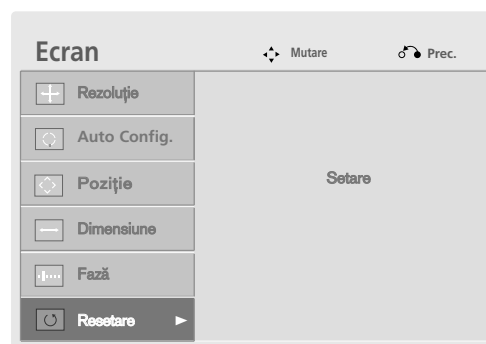 Ecran Mutare Prec.
Rezoluție
Auto Config.
Poziție
Setare
Dimensiune
Fază
Resetare